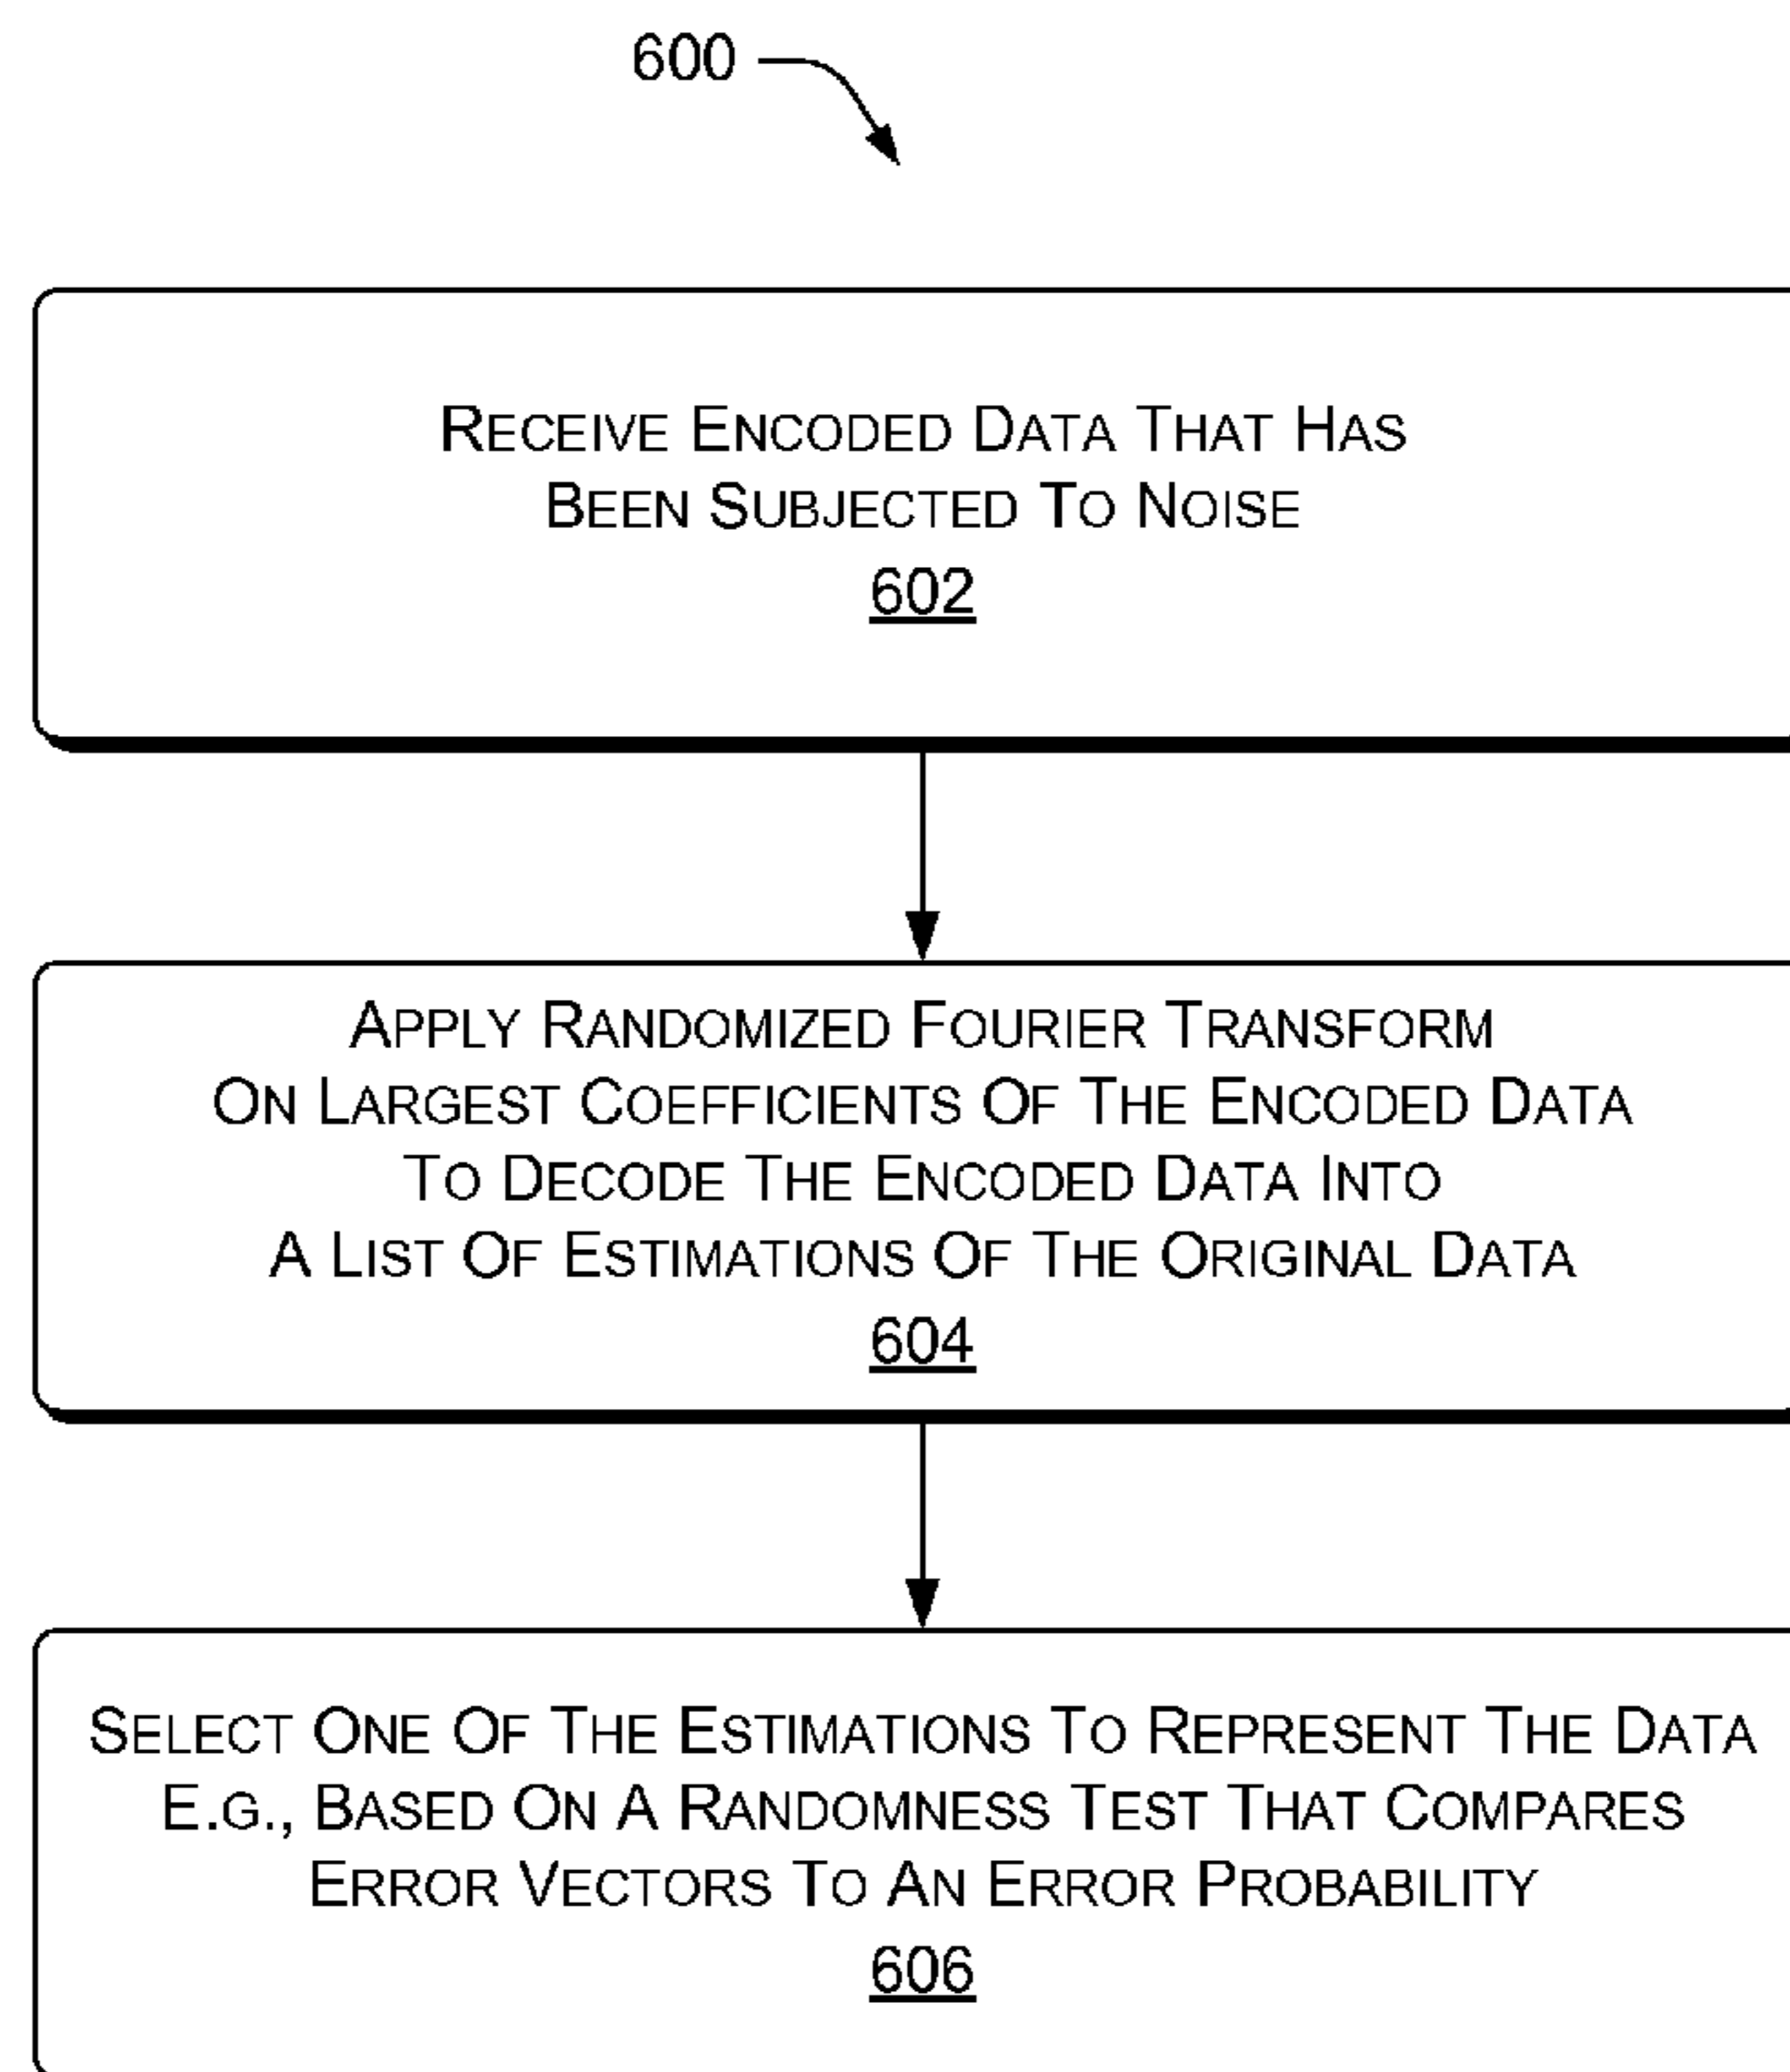 600
RECEIVE ENCODED DATA THAT HAS
BEEN SUBJECTED TO NOISE
602
APPLY RANDOMIZED FOURIER TRANSFORM
ON LARGEST COEFFICIENTS OF THE ENCODED DATA
TO DECODE THE ENCODED DATA INTO
A LIST OF ESTIMATIONS OF THE ORIGINAL DATA
604
SELECT ONE OF THE ESTIMATIONS TO REPRESENT THE DATA
E.G., BASED ON A RANDOMNESS TEST THAT COMPARES
ERROR VECTORS TO AN ERROR PROBABILITY
606